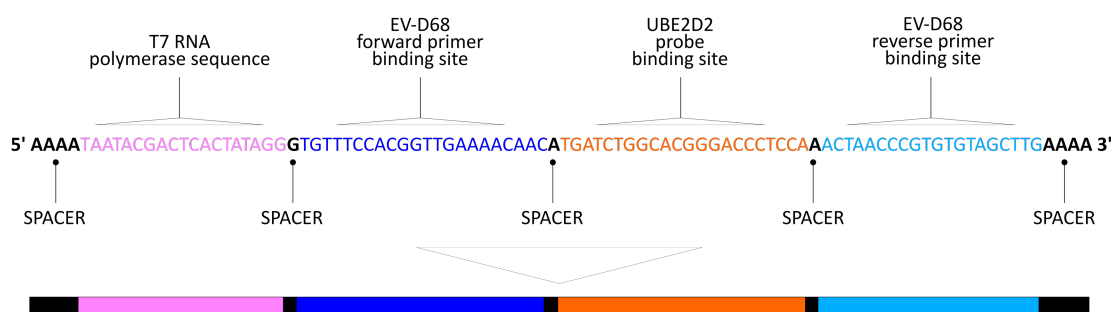 T7 RNA
polymerase sequence
EV-D68
forward primer
binding site
UBE2D2
probe
binding site
EV-D68
reverse primer
binding site
5' AAAATAATACGACTCACTATAGGGTGTTTCCACGGTTGAAAACAACATGATCTGGCACGGGACCCTCCAAACTAACCCGTGTGTAGCTTGAAAA 3'
SPACER
SPACER
SPACER
SPACER
SPACER